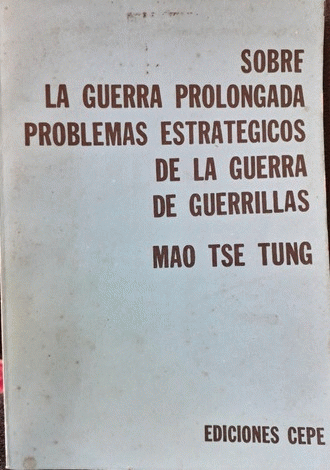 SOBRE
LA GUERRA PROLONGADA
PROBLEMAS ESTRATEGICOS
DE LA GUERRA
DE GUERRILLAS
MAO TSE TUNG
EDICIONES CEPE